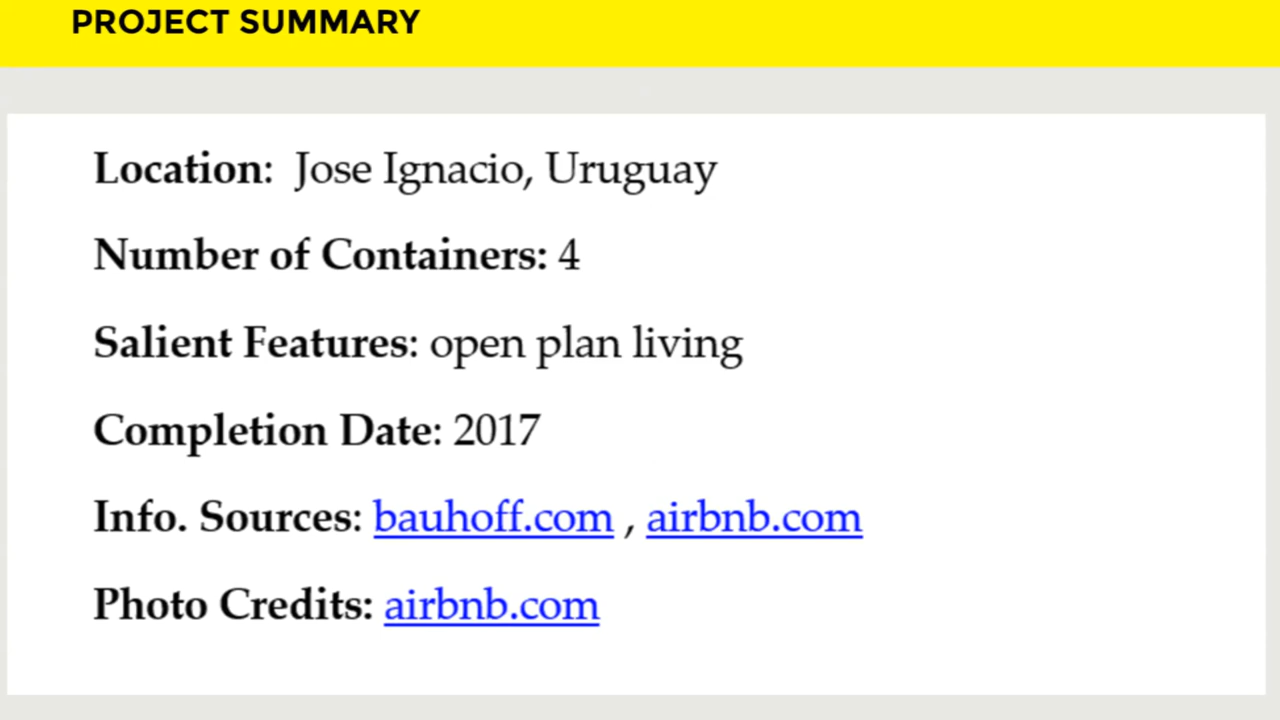 PROJECT SUMMARY
Location: Jose Ignacio, Uruguay
Number of Containers: 4
Salient Features: open plan living
Completion Date: 2017
Info. Sources: bauhoff.com , airbnb.com
Photo Credits: airbnb.com